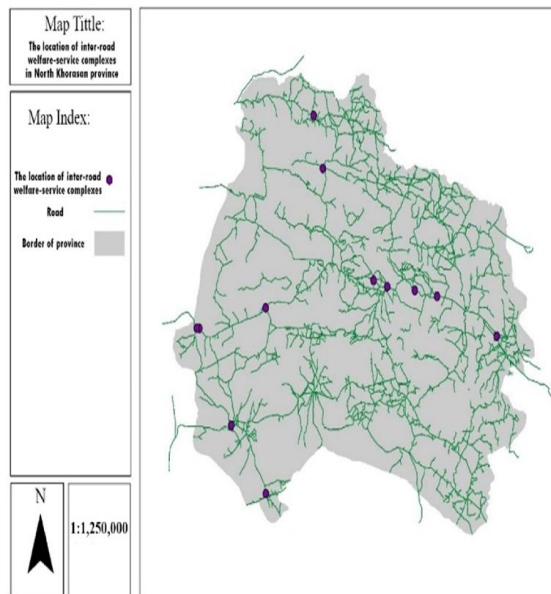 Map Tittle:
The location of inter-road
welfare-service complexes
in North Khorasan province
Map Index:
The location of inter-road
welfare-service complexes
Road
Border of province
N
1:1,250,000